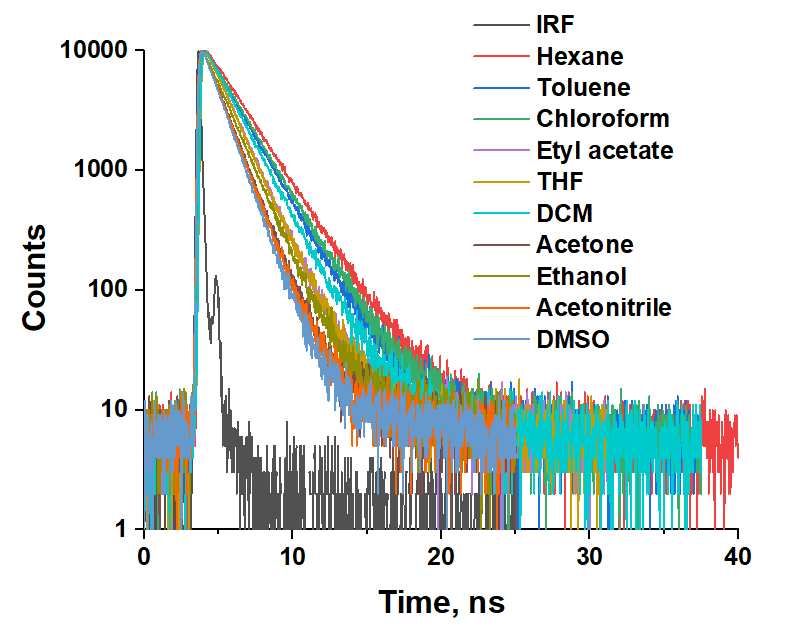 IRF
Hexane
Toluene
Chloroform
Etyl acetate
THF
DCM
Acetone
Ethanol
Acetonitrile
DMSO
Counts
10000
1000
100
10
1
0 10 20 30 40
Time, ns